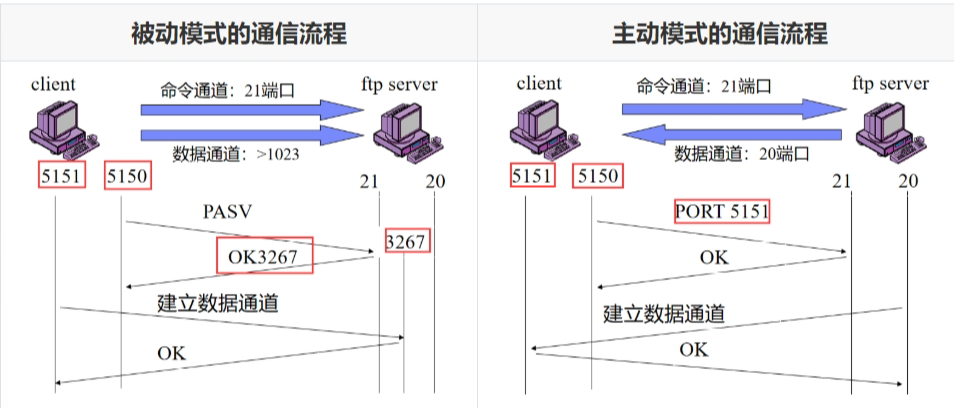 被动模式的通信流程
client
ftp server
命令通道：21端口
数据通道：>1023
5151
5150
21
20
PASV
3267
OK3267
建立数据通道
OK
主动模式的通信流程
client
ftp server
命令通道：21端口
数据通道：20端口
5151
5150
21
20
PORT 5151
OK
建立数据通道
OK